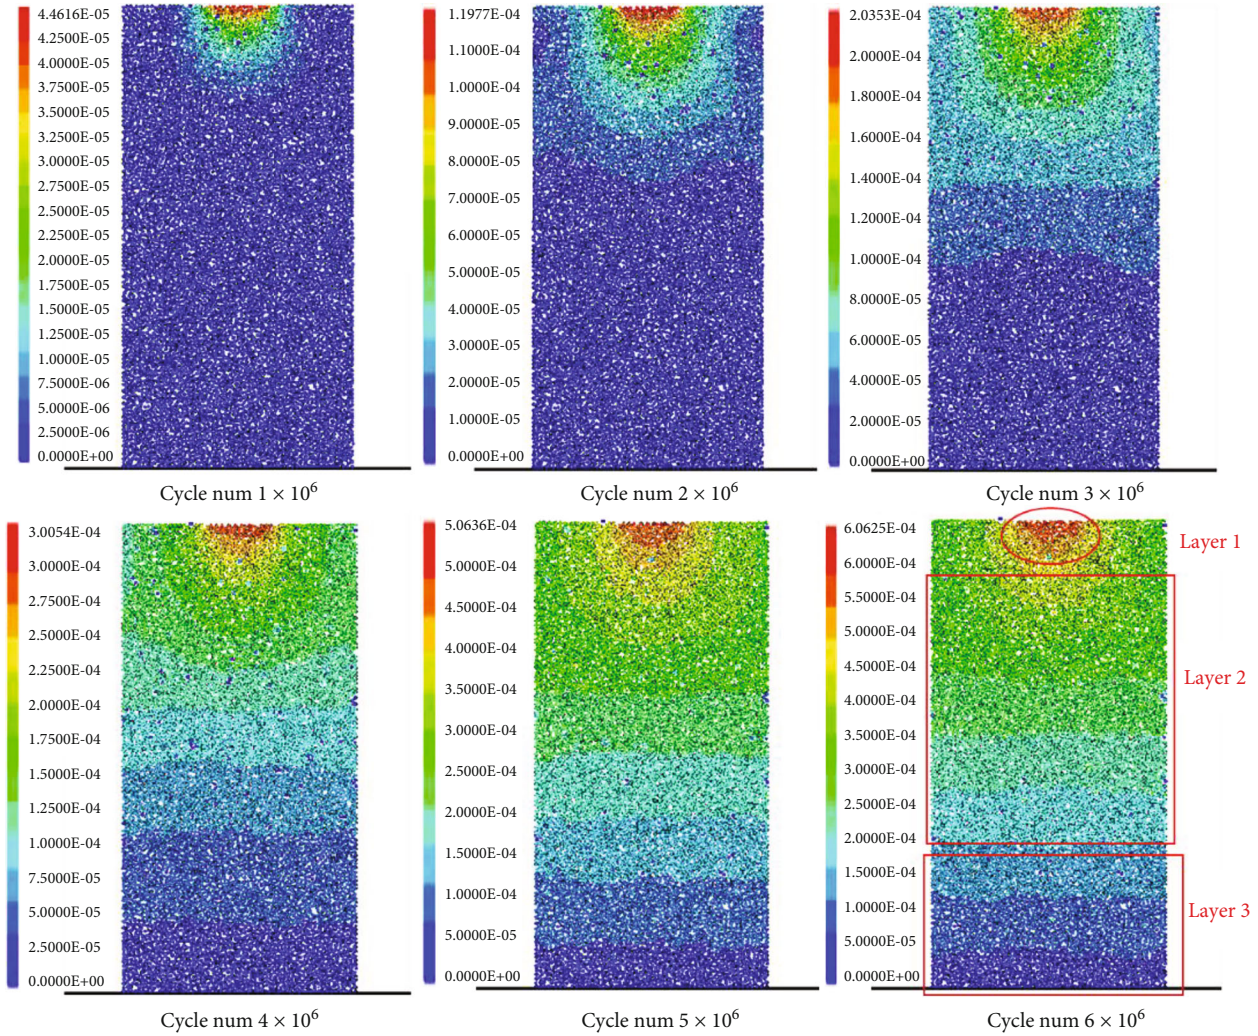 4.4616E-05
4.2500E-05
4.0000E-05
3.5000E-05
3.2500E-05
3.0000E-05
2.7500E-05
2.5000E-05
2.2500E-05
2.0000E-05
1.7500E-05
1.5000E-05
1.2500E-05
1.0000E-05
7.5000E-06
5.0000E-06
2.5000E-06
0.0000E+00
Cycle num 1 × 10⁶
1.1977E-04
1.1000E-04
1.0000E-04
9.0000E-05
8.0000E-05
7.0000E-05
6.0000E-05
5.0000E-05
4.0000E-05
3.0000E-05
2.0000E-05
1.0000E-05
0.0000E+00
Cycle num 2 × 10⁶
2.0353E-04
2.0000E-04
1.8000E-04
1.6000E-04
1.4000E-04
1.2000E-04
1.0000E-04
8.0000E-05
6.0000E-05
4.0000E-05
2.0000E-05
0.0000E+00
Cycle num 3 × 10⁶
3.0054E-04
3.0000E-04
2.7500E-04
2.5000E-04
2.2500E-04
2.0000E-04
1.7500E-04
1.5000E-04
1.2500E-04
1.0000E-04
7.5000E-05
5.0000E-05
2.5000E-05
0.0000E+00
Cycle num 4 × 10⁶
5.0636E-04
5.0000E-04
4.5000E-04
4.0000E-04
3.5000E-04
3.0000E-04
2.5000E-04
2.0000E-04
1.5000E-04
1.0000E-04
5.0000E-05
0.0000E+00
Cycle num 5 × 10⁶
6.0625E-04
6.0000E-04
5.5000E-04
5.0000E-04
4.5000E-04
4.0000E-04
3.5000E-04
3.0000E-04
2.5000E-04
2.0000E-04
1.5000E-04
1.0000E-04
5.0000E-05
0.0000E+00
Layer 1
Layer 2
Layer 3
Cycle num 6 × 10⁶